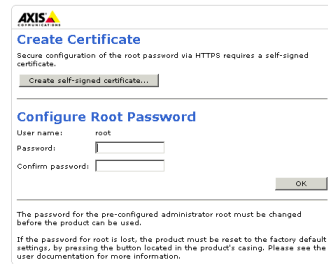 AXIS
COMMUNICATIONS
Create Certificate
Secure configuration of the root password via HTTPS requires a self-signed
certificate.
Create self-signed certificate...
Configure Root Password
User name: root
Password:
Confirm password:
OK
The password for the pre-configured administrator root must be changed
before the product can be used.
If the password for root is lost, the product must be reset to the factory default
settings, by pressing the button located in the product's casing. Please see the
user documentation for more information.